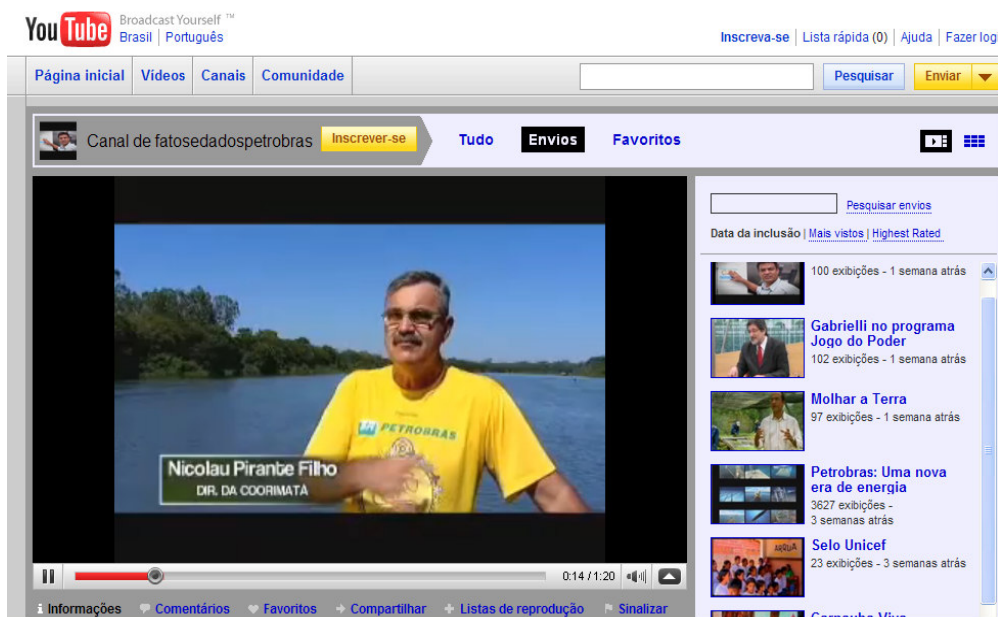 YouTube Broadcast Yourself ™
Brasil | Português
Inscreva-se | Lista rápida (0) | Ajuda | Fazer logi
Página inicial Vídeos Canais Comunidade Pesquisar Enviar
Canal de fatosedadospetrobras Inscrever-se Tudo Envios Favoritos
Pesquisar envios
Data da inclusão | Mais vistos | Highest Rated
100 exibições - 1 semana atrás
Gabrielli no programa
Jogo do Poder
102 exibições - 1 semana atrás
Molhar a Terra
97 exibições - 1 semana atrás
Petrobras: Uma nova
era de energia
3627 exibições -
3 semanas atrás
Selo Unicef
23 exibições - 3 semanas atrás
Carnauba Viva
PETROBRAS
Nicolau Pirante Filho
DIR. DA COORIMATÁ
0:14 / 1:20
Informações Comentários Favoritos Compartilhar Listas de reprodução Sinalizar